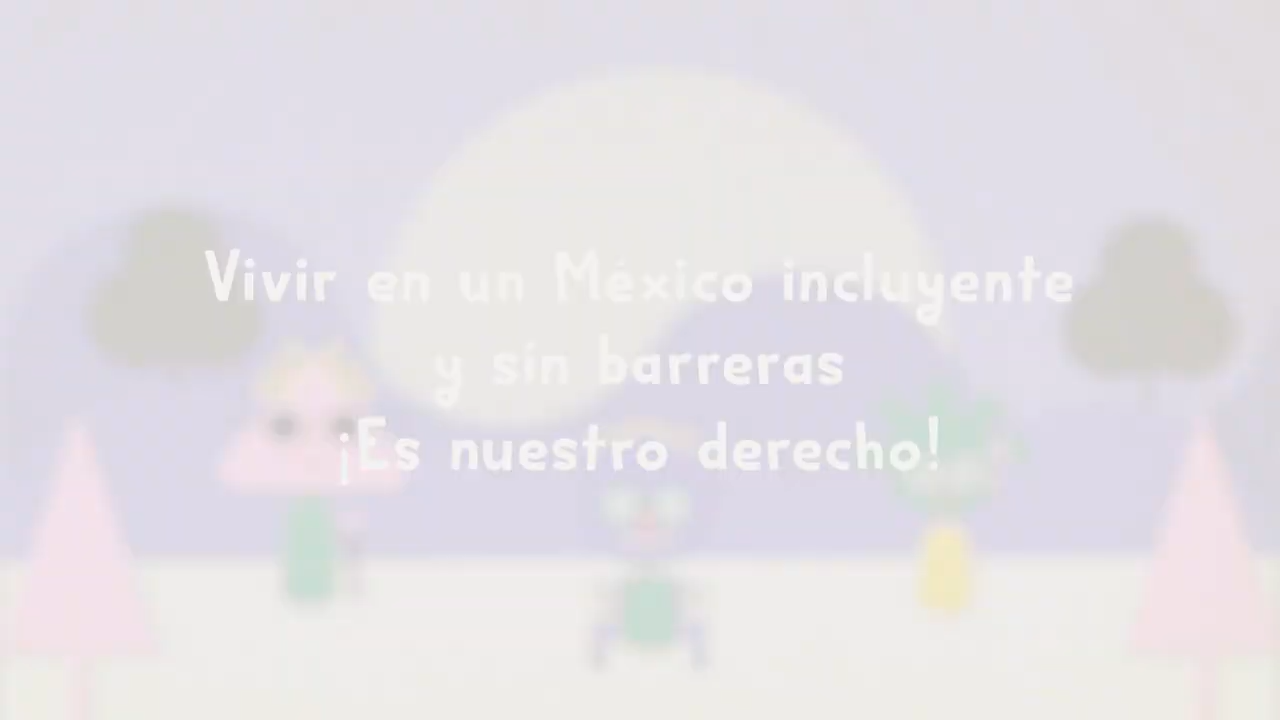 Vivir en un México incluyente
y sin barreras
¡Es nuestro derecho!